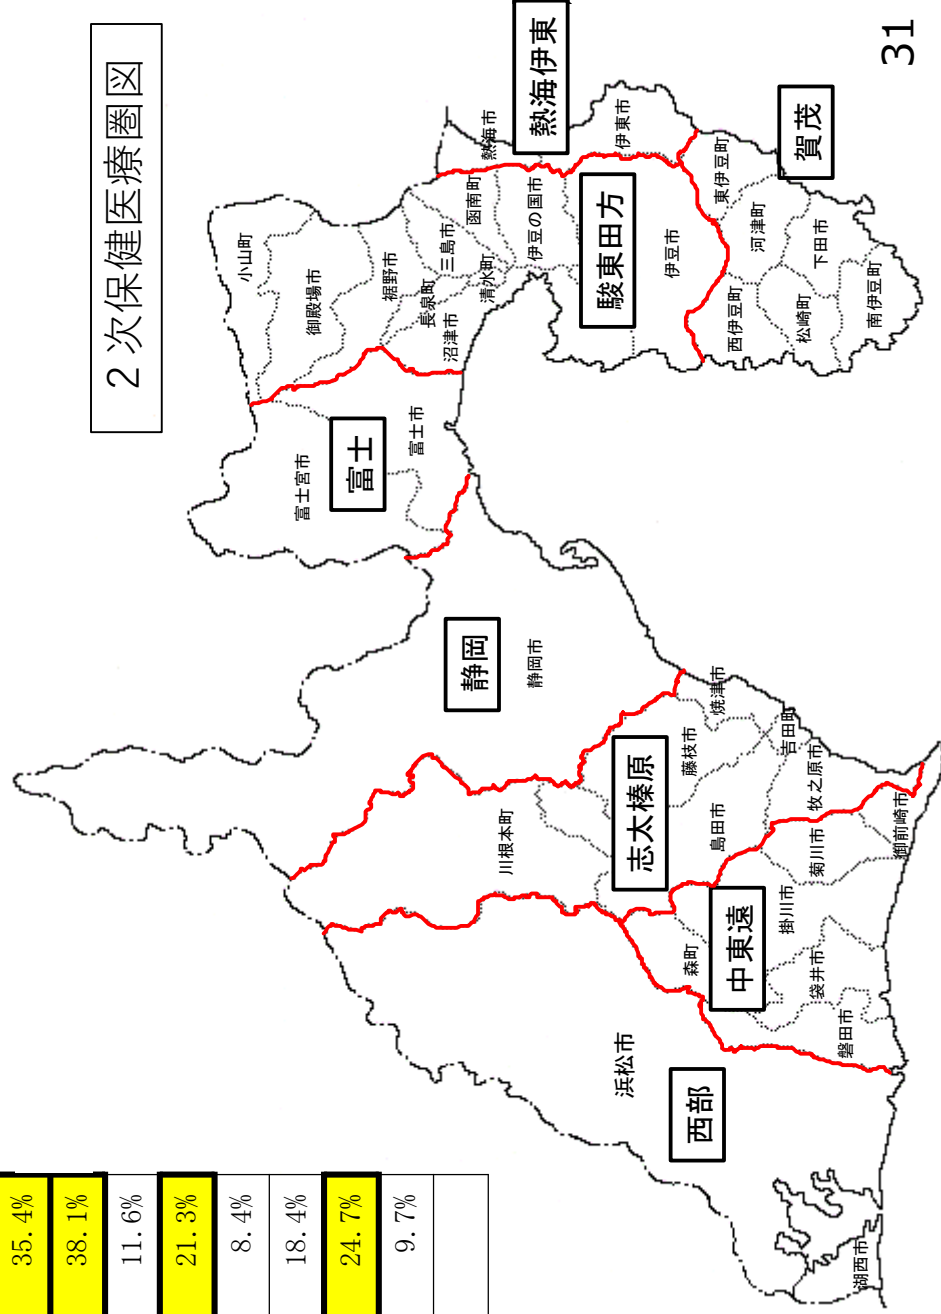 2次保健医療圏図
35.4%
38.1%
11.6%
21.3%
8.4%
18.4%
24.7%
9.7%
西部
浜松市
湖西市
中東遠
森町
磐田市
袋井市
掛川市
菊川市
御前崎市
志太榛原
川根本町
島田市
藤枝市
焼津市
吉田町
牧之原市
静岡
静岡市
富士
富士宮市
富士市
駿東田方
小山町
御殿場市
裾野市
長泉町
三島市
清水町
沼津市
函南町
伊豆の国市
伊豆市
熱海伊東
熱海市
伊東市
賀茂
東伊豆町
河津町
下田市
西伊豆町
松崎町
南伊豆町
31